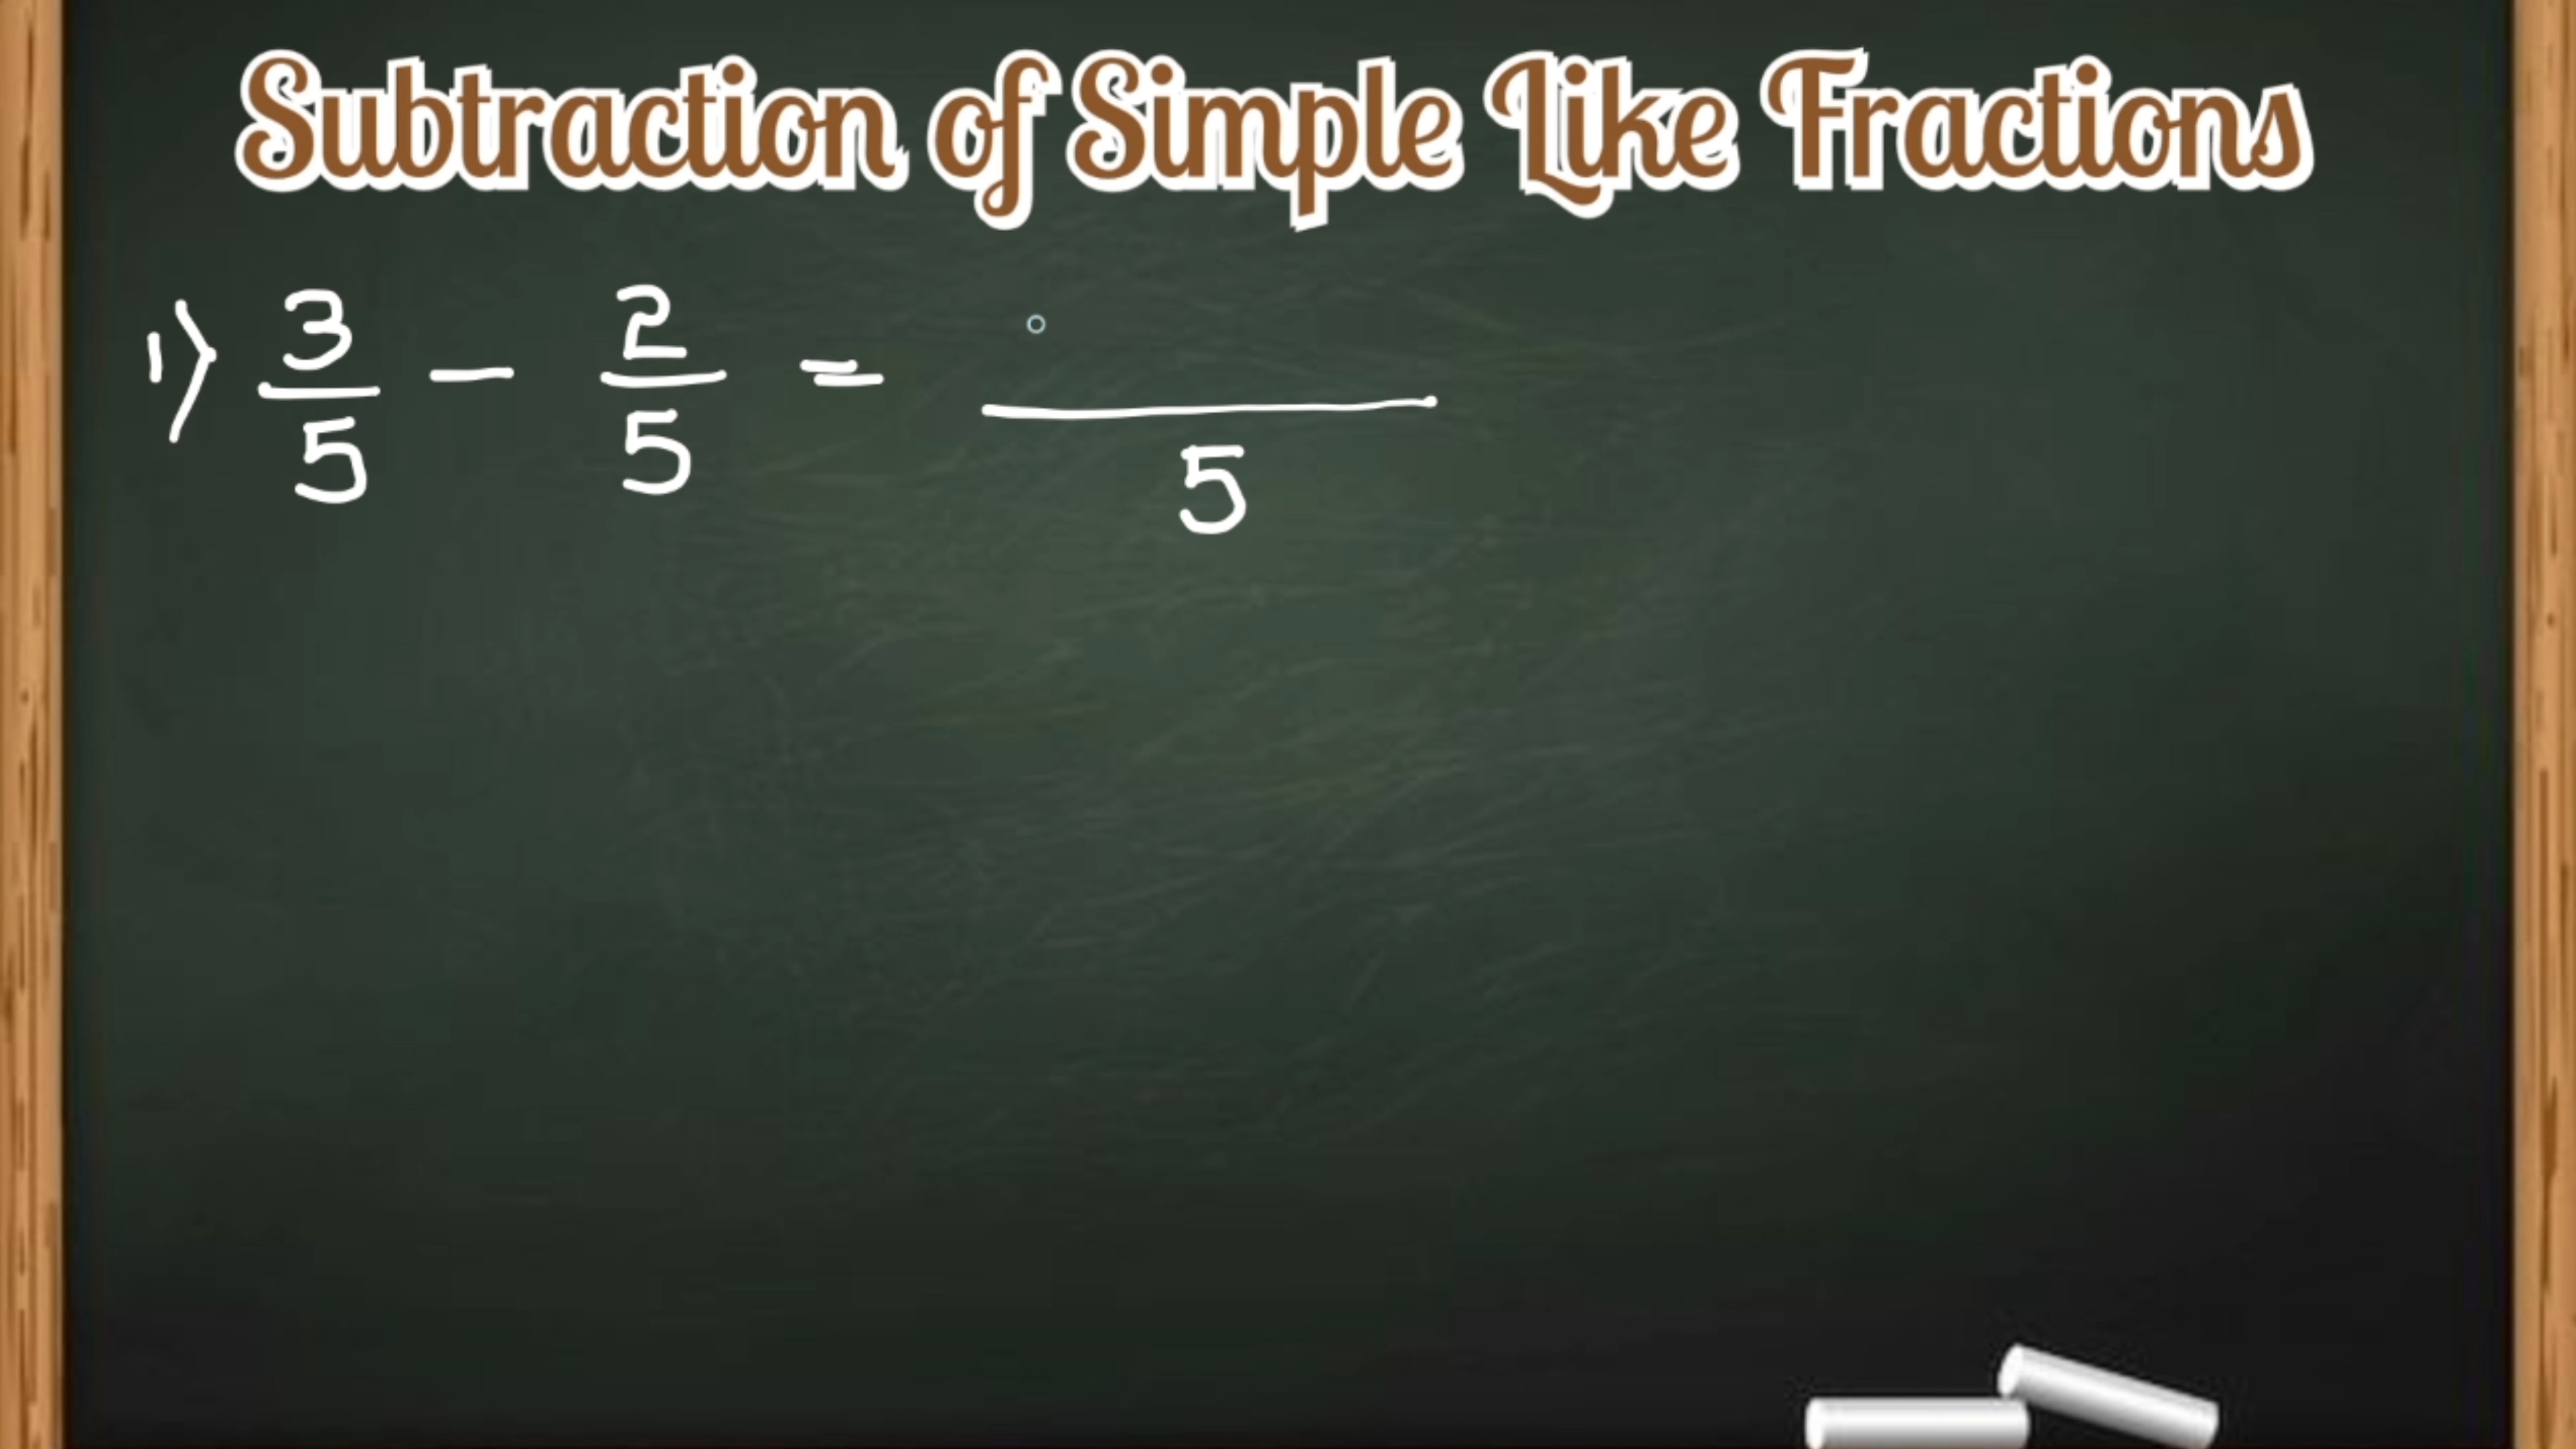 Subtraction of Simple Like Fractions
1) 3/5 - 2/5 = /5